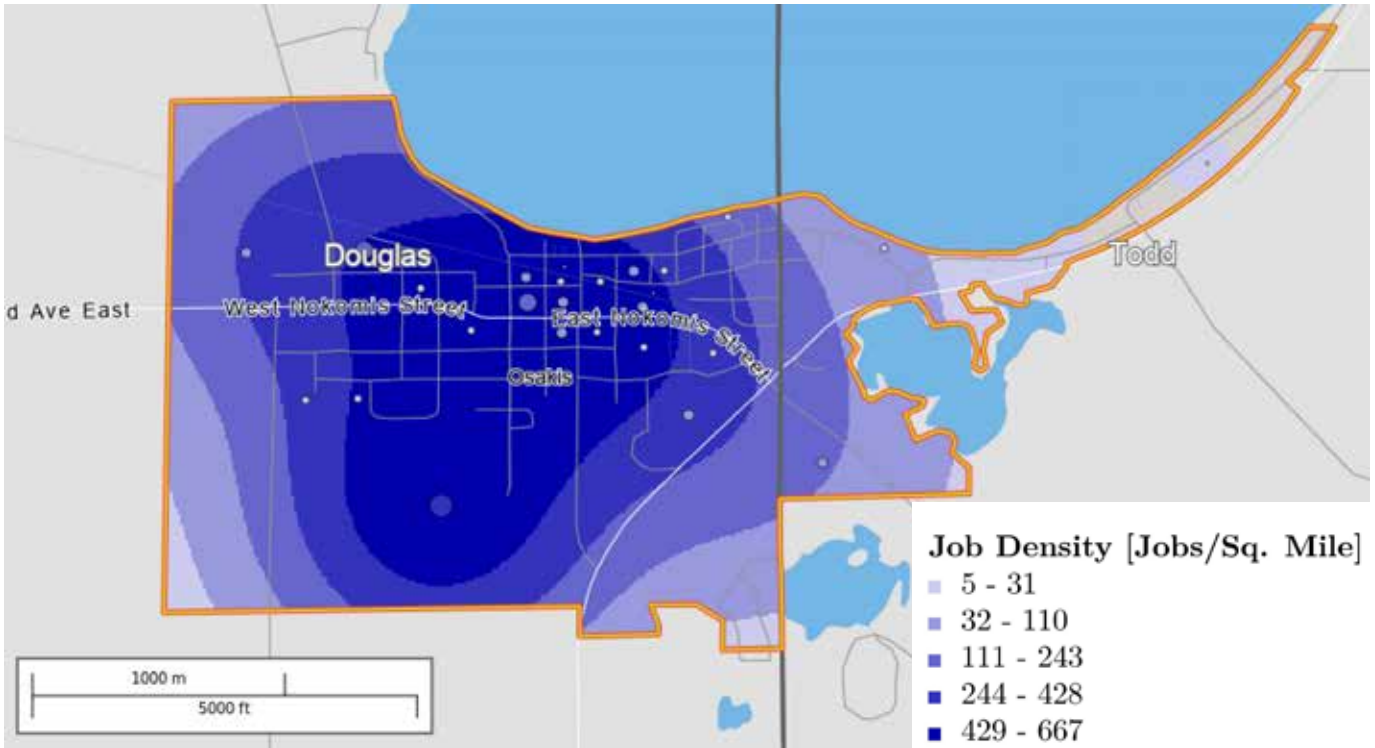 Douglas
Todd
d Ave East
West Nokomis Street
East Nokomis Street
Osakis
Job Density [Jobs/Sq. Mile]
5 - 31
32 - 110
111 - 243
244 - 428
429 - 667
1000 m
5000 ft